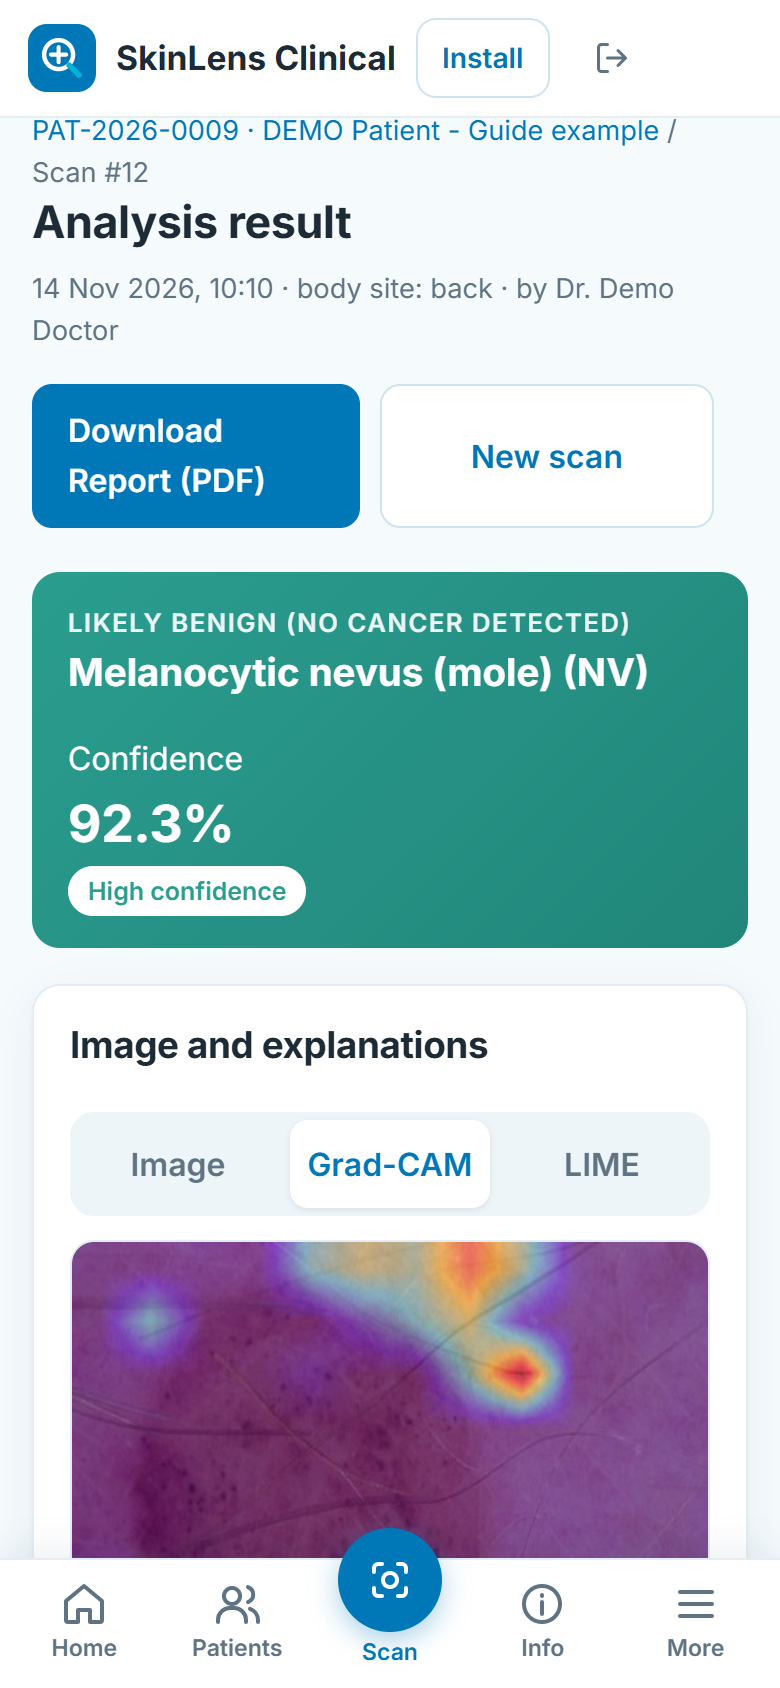 SkinLens Clinical
Install
PAT-2026-0009 · DEMO Patient - Guide example /
Scan #12
Analysis result
14 Nov 2026, 10:10 · body site: back · by Dr. Demo
Doctor
Download
Report (PDF)
New scan
LIKELY BENIGN (NO CANCER DETECTED)
Melanocytic nevus (mole) (NV)
Confidence
92.3%
High confidence
Image and explanations
Image
Grad-CAM
LIME
Home
Patients
Scan
Info
More